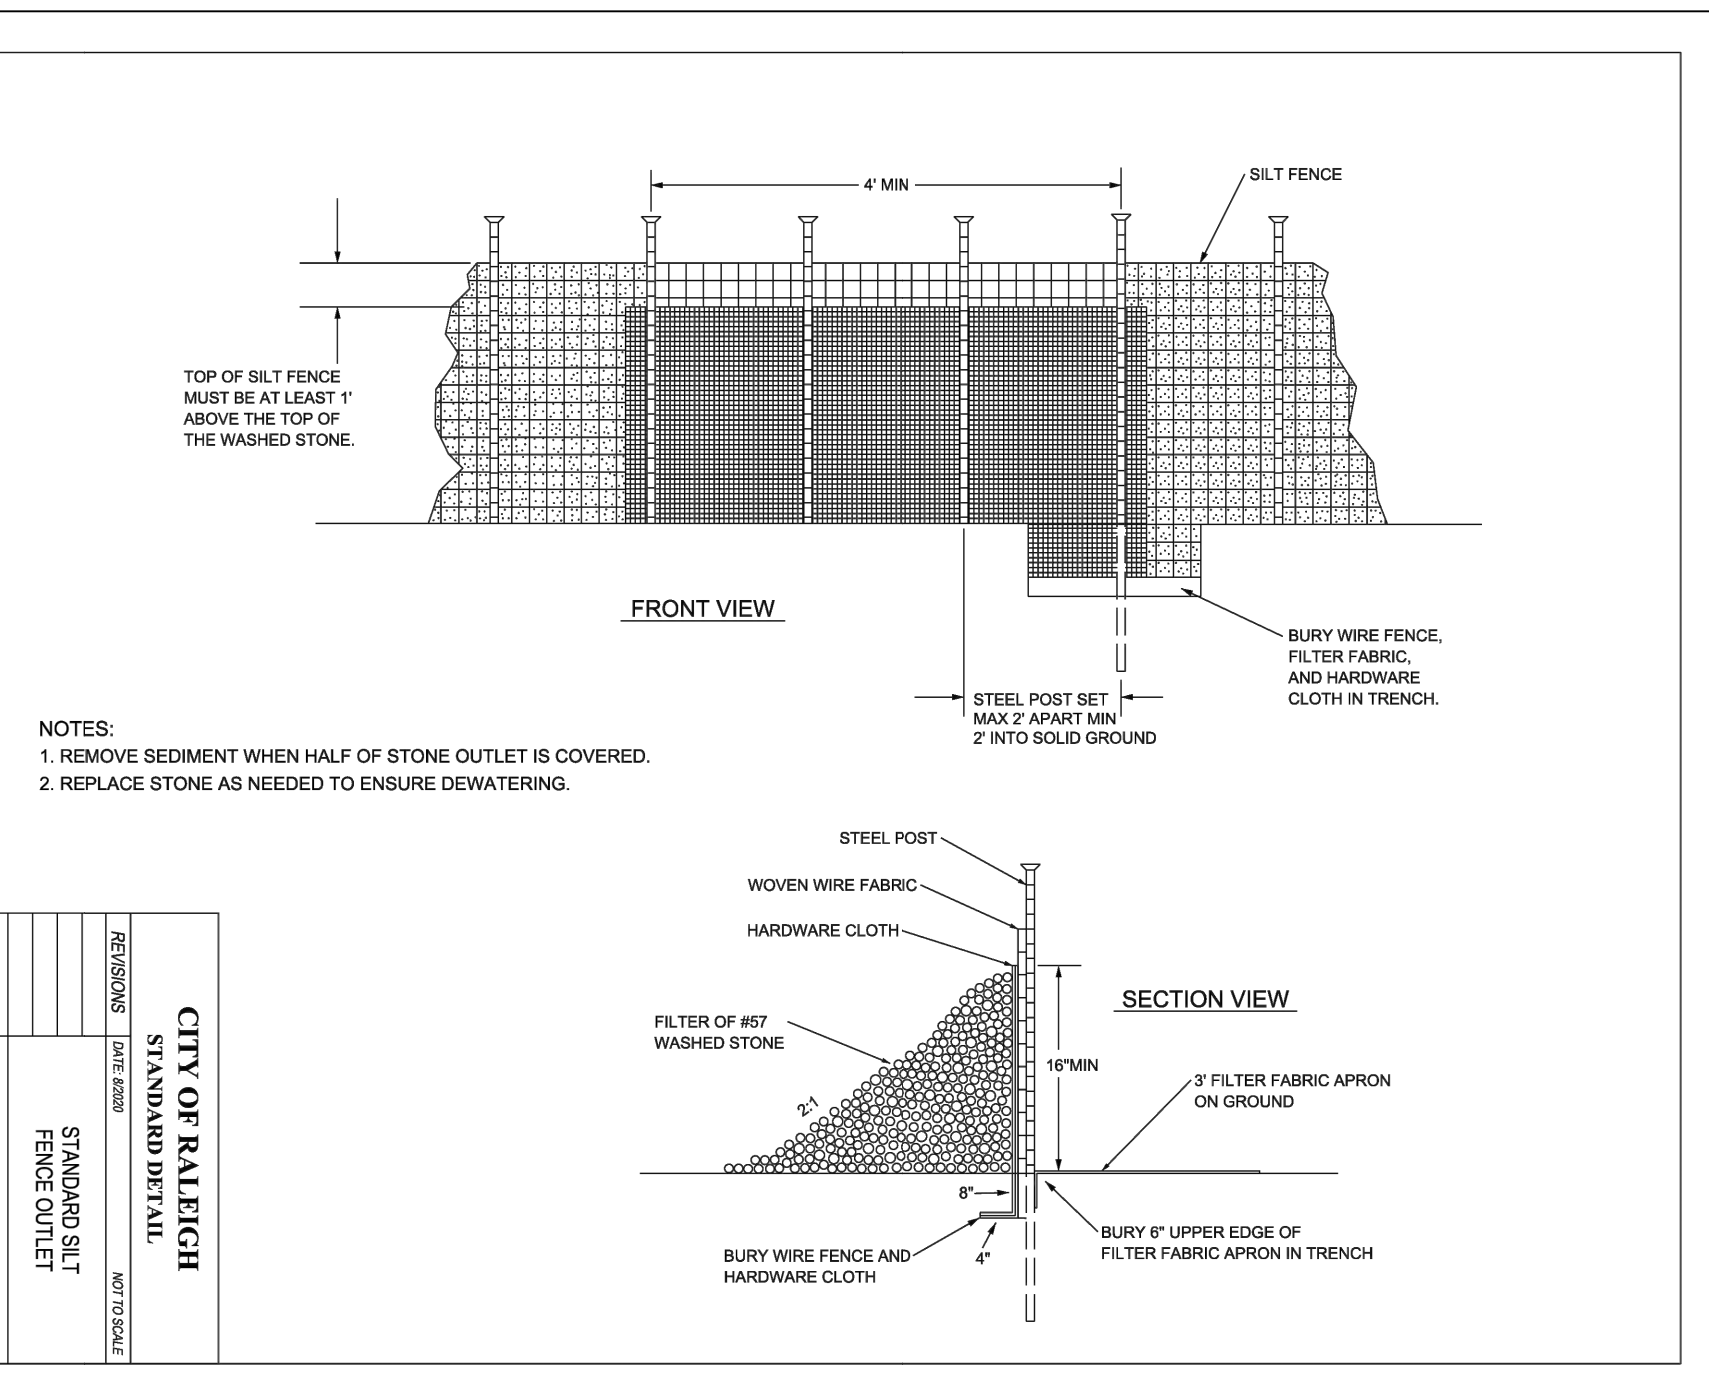 4' MIN
SILT FENCE
TOP OF SILT FENCE
MUST BE AT LEAST 1'
ABOVE THE TOP OF
THE WASHED STONE.
FRONT VIEW
BURY WIRE FENCE,
FILTER FABRIC,
AND HARDWARE
CLOTH IN TRENCH.
STEEL POST SET
MAX 2' APART MIN
2' INTO SOLID GROUND
NOTES:
1. REMOVE SEDIMENT WHEN HALF OF STONE OUTLET IS COVERED.
2. REPLACE STONE AS NEEDED TO ENSURE DEWATERING.
STEEL POST
WOVEN WIRE FABRIC
HARDWARE CLOTH
SECTION VIEW
FILTER OF #57
WASHED STONE
16"MIN
2:1
3' FILTER FABRIC APRON
ON GROUND
8"
4"
BURY WIRE FENCE AND
HARDWARE CLOTH
BURY 6" UPPER EDGE OF
FILTER FABRIC APRON IN TRENCH
CITY OF RALEIGH
STANDARD DETAIL
REVISIONS
DATE: 8/2020
NOT TO SCALE
STANDARD SILT
FENCE OUTLET